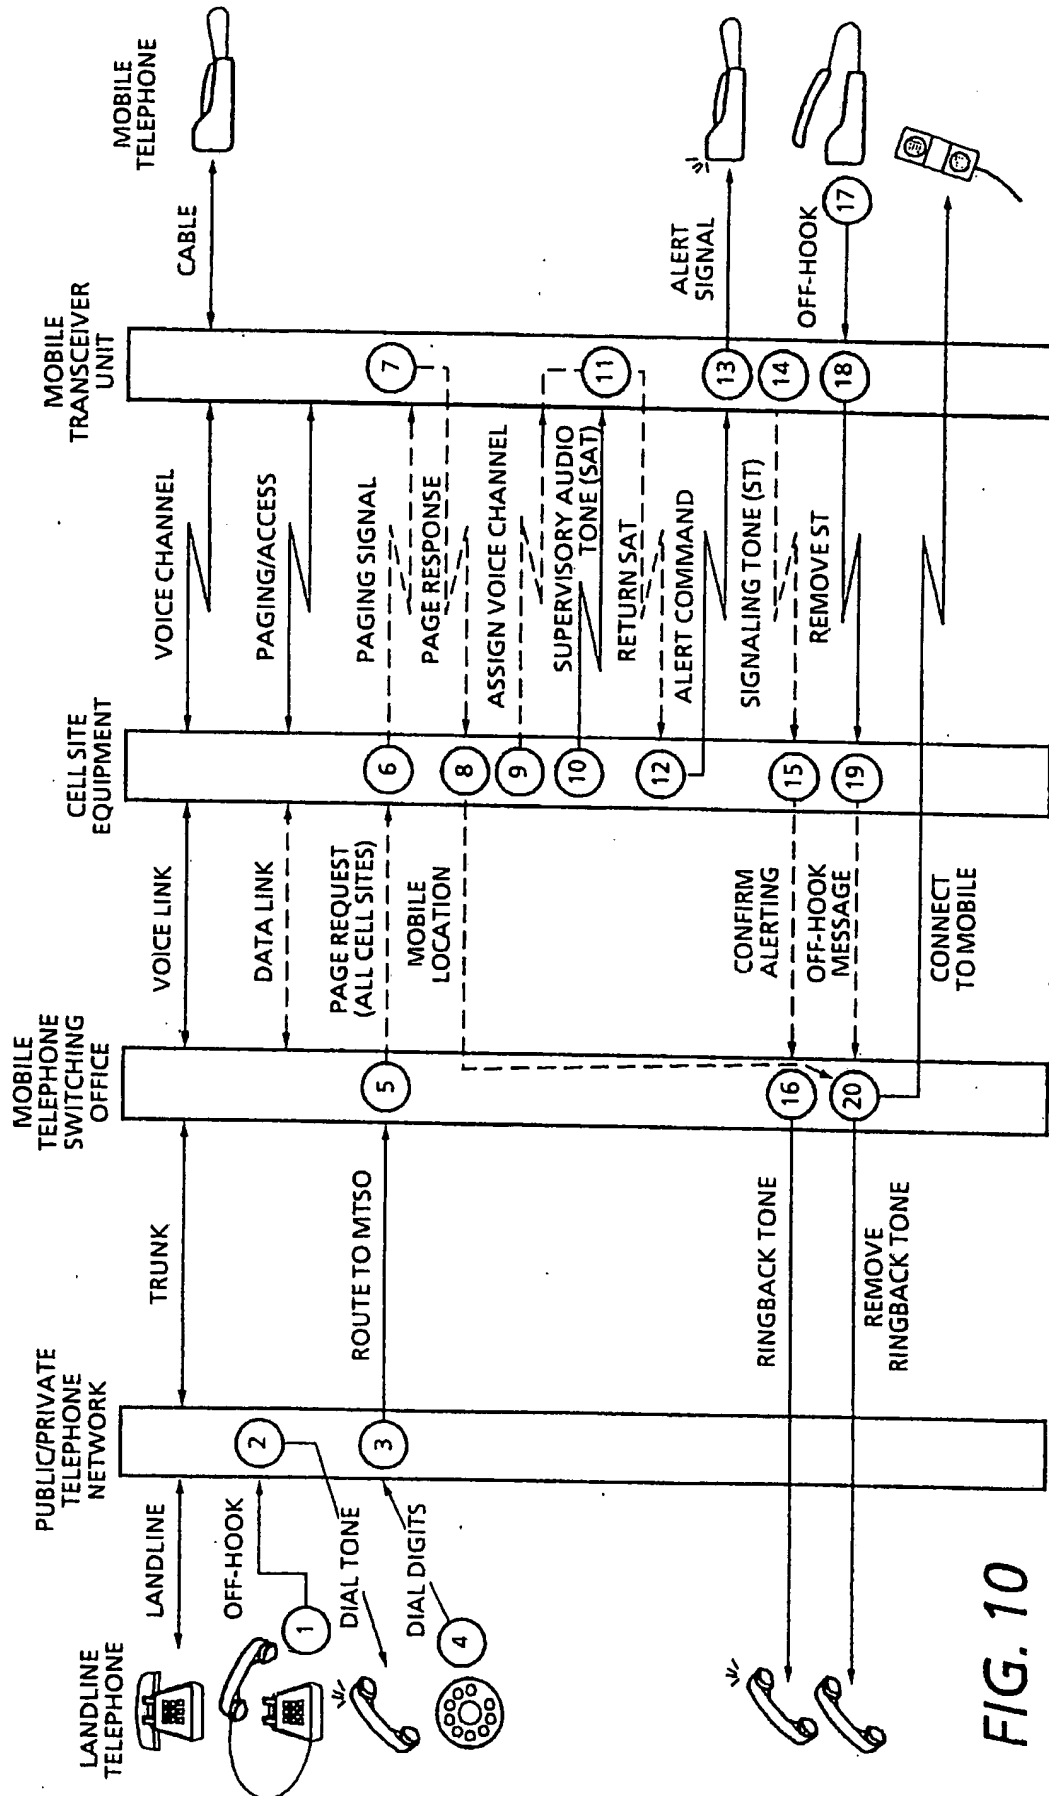 LANDLINE
TELEPHONE
PUBLIC/PRIVATE
TELEPHONE
NETWORK
MOBILE
TELEPHONE
SWITCHING
OFFICE
CELL SITE
EQUIPMENT
MOBILE
TRANSCEIVER
UNIT
MOBILE
TELEPHONE
LANDLINE
TRUNK
VOICE LINK
VOICE CHANNEL
CABLE
OFF-HOOK
1
2
DATA LINK
PAGING/ACCESS
DIAL TONE
DIAL DIGITS
4
3
ROUTE TO MTSO
5
PAGE REQUEST
(ALL CELL SITES)
6
PAGING SIGNAL
7
PAGE RESPONSE
8
MOBILE
LOCATION
9
ASSIGN VOICE CHANNEL
10
SUPERVISORY AUDIO
TONE (SAT)
11
RETURN SAT
12
ALERT COMMAND
13
ALERT
SIGNAL
14
SIGNALING TONE (ST)
15
CONFIRM
ALERTING
16
RINGBACK TONE
OFF-HOOK
17
18
REMOVE ST
19
OFF-HOOK
MESSAGE
20
REMOVE
RINGBACK TONE
CONNECT
TO MOBILE
FIG. 10